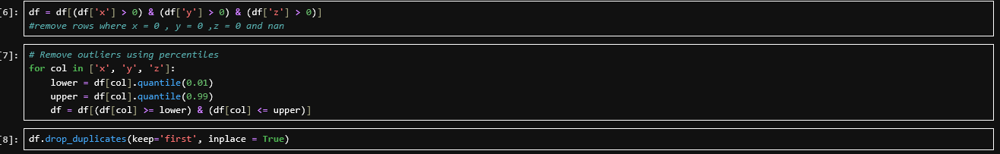 [6]: df = df[(df['x'] > 0) & (df['y'] > 0) & (df['z'] > 0)]
#remove rows where x = 0 , y = 0 ,z = 0 and nan
[7]: # Remove outliers using percentiles
for col in ['x', 'y', 'z']:
    lower = df[col].quantile(0.01)
    upper = df[col].quantile(0.99)
    df = df[(df[col] >= lower) & (df[col] <= upper)]
[8]: df.drop_duplicates(keep='first', inplace = True)